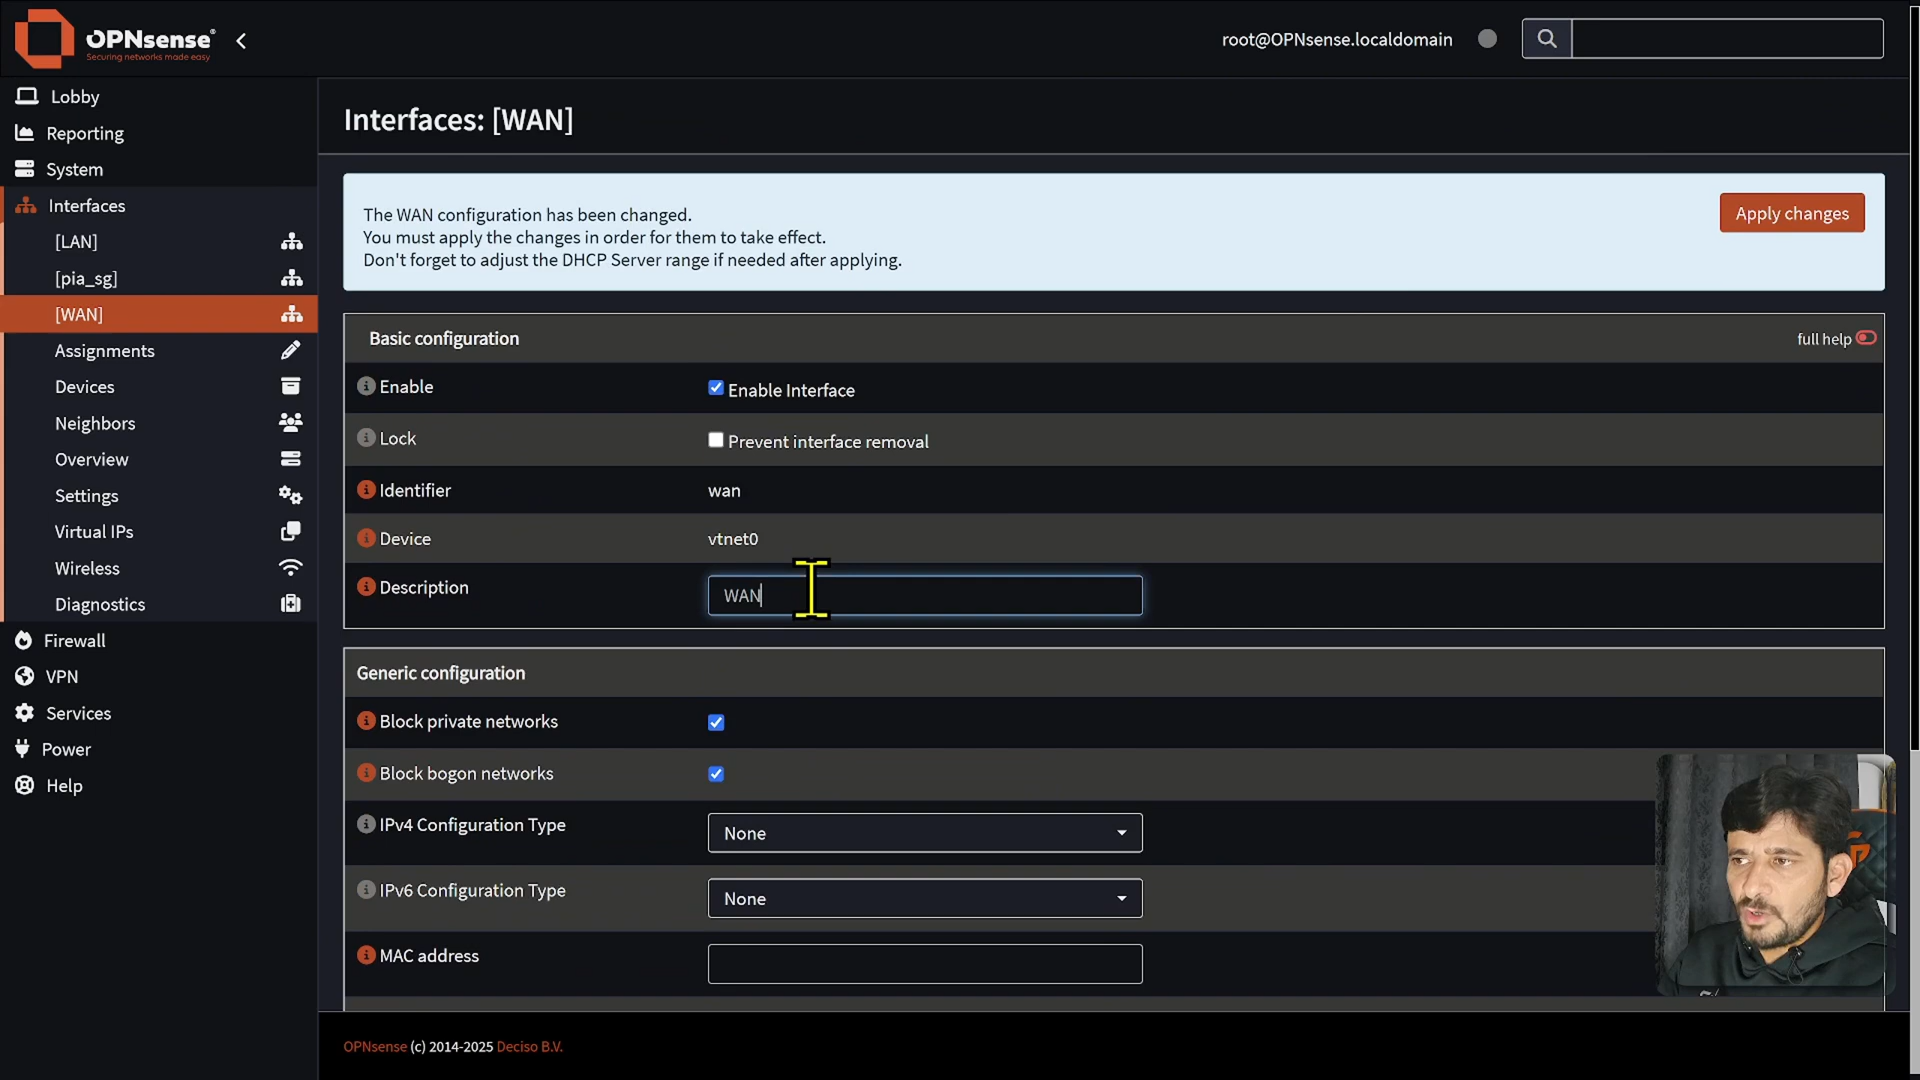 OPNsense®
Securing networks made easy
root@OPNsense.localdomain
Lobby
Reporting
System
Interfaces
[LAN]
[pia_sg]
[WAN]
Assignments
Devices
Neighbors
Overview
Settings
Virtual IPs
Wireless
Diagnostics
Firewall
VPN
Services
Power
Help
Interfaces: [WAN]
The WAN configuration has been changed.
You must apply the changes in order for them to take effect.
Don't forget to adjust the DHCP Server range if needed after applying.
Apply changes
Basic configuration
full help
Enable
Enable Interface
Lock
Prevent interface removal
Identifier
wan
Device
vtnet0
Description
WAN
Generic configuration
Block private networks
Block bogon networks
IPv4 Configuration Type
None
IPv6 Configuration Type
None
MAC address
OPNsense (c) 2014-2025 Deciso B.V.